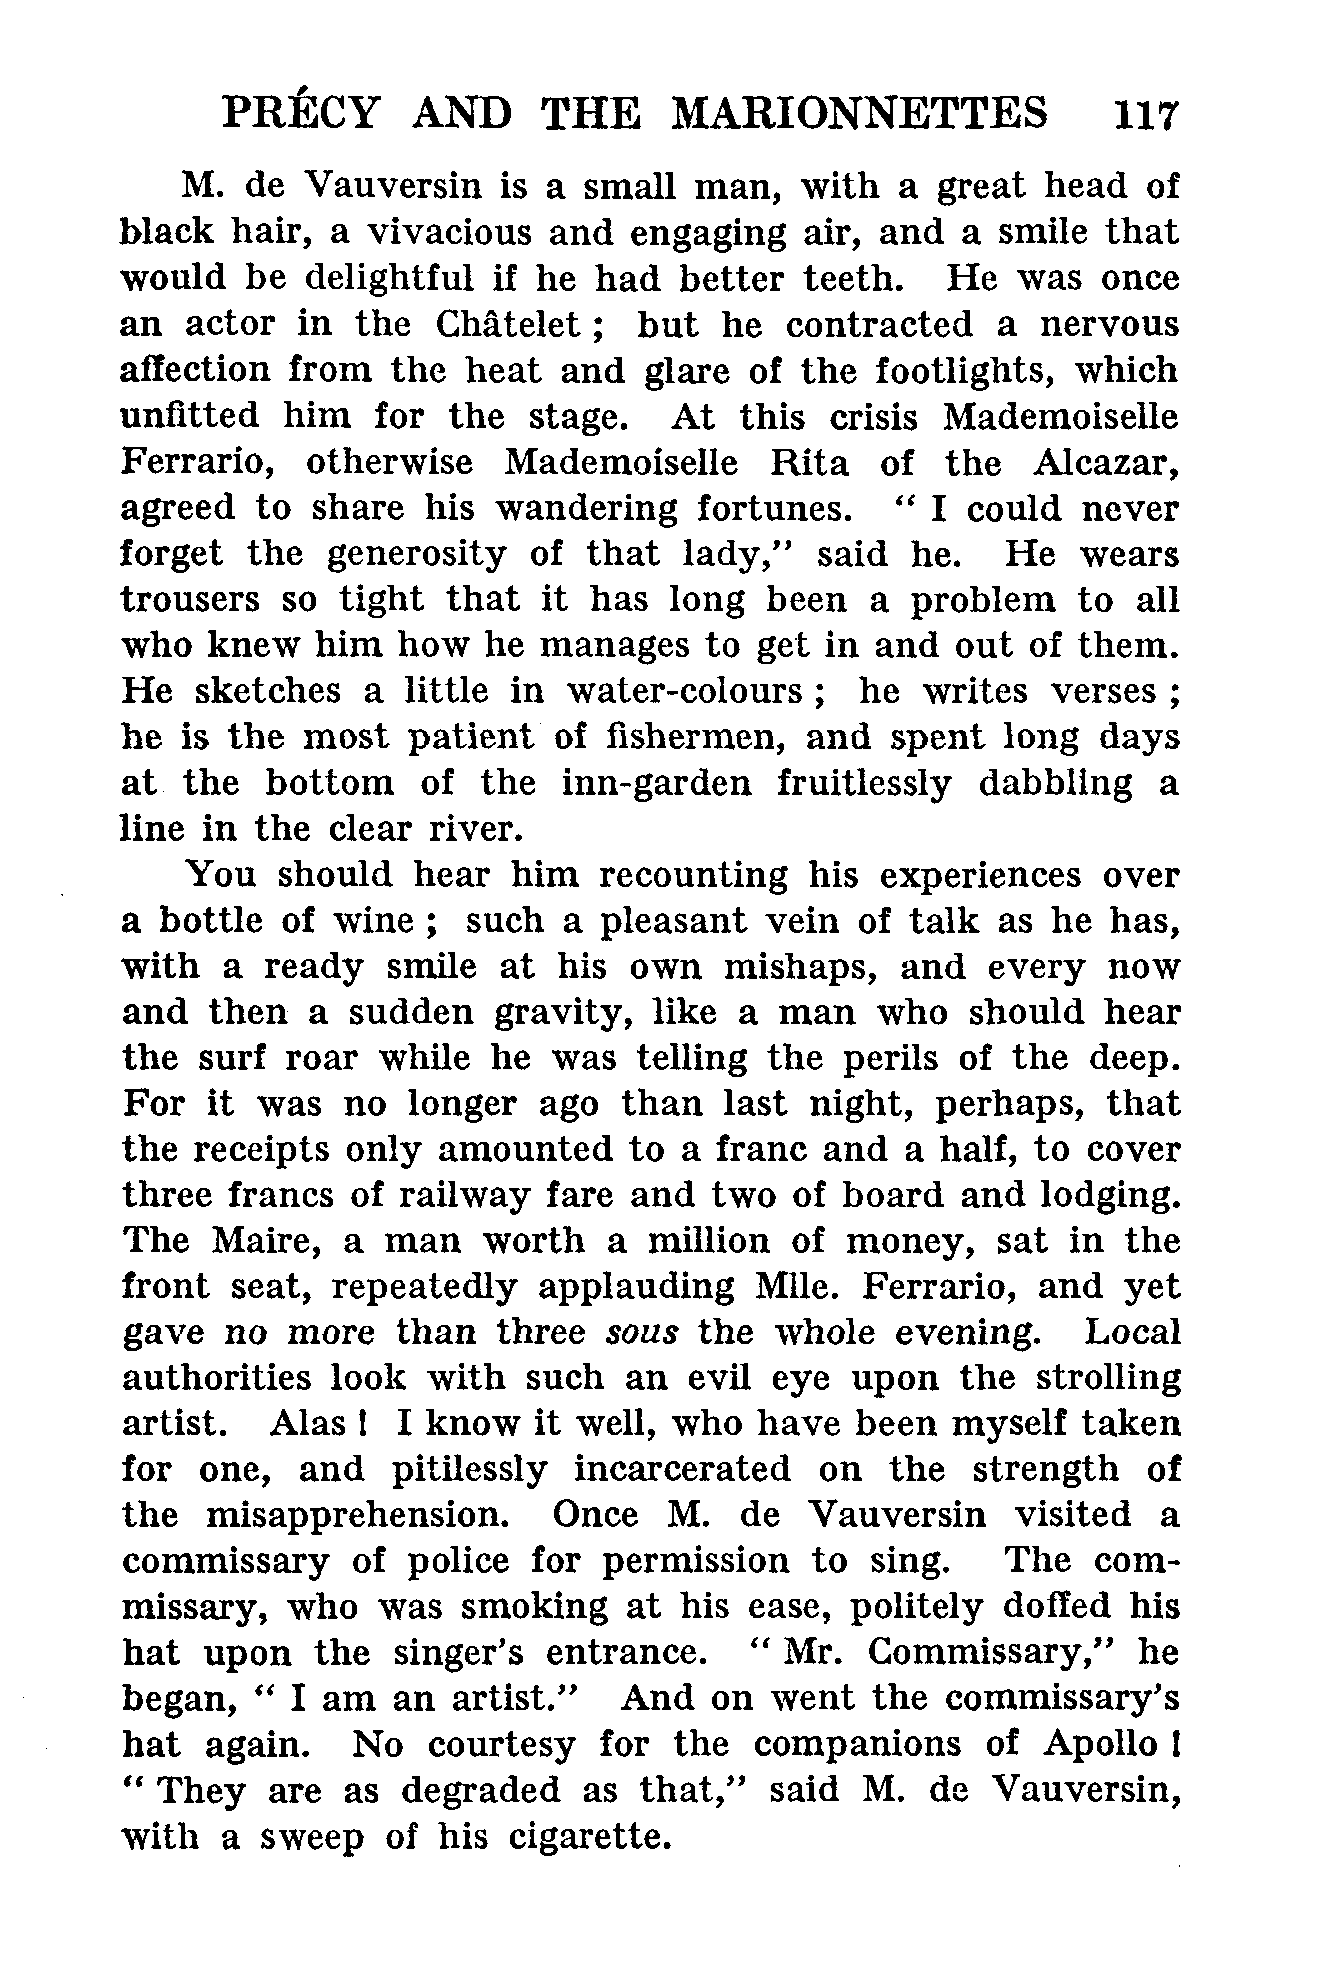 PRÉCY AND THE MARIONNETTES 117
M. de Vauversin is a small man, with a great head of
black hair, a vivacious and engaging air, and a smile that
would be delightful if he had better teeth. He was once
an actor in the Châtelet ; but he contracted a nervous
affection from the heat and glare of the footlights, which
unfitted him for the stage. At this crisis Mademoiselle
Ferrario, otherwise Mademoiselle Rita of the Alcazar,
agreed to share his wandering fortunes. “ I could never
forget the generosity of that lady,” said he. He wears
trousers so tight that it has long been a problem to all
who knew him how he manages to get in and out of them.
He sketches a little in water-colours ; he writes verses ;
he is the most patient of fishermen, and spent long days
at the bottom of the inn-garden fruitlessly dabbling a
line in the clear river.
You should hear him recounting his experiences over
a bottle of wine ; such a pleasant vein of talk as he has,
with a ready smile at his own mishaps, and every now
and then a sudden gravity, like a man who should hear
the surf roar while he was telling the perils of the deep.
For it was no longer ago than last night, perhaps, that
the receipts only amounted to a franc and a half, to cover
three francs of railway fare and two of board and lodging.
The Maire, a man worth a million of money, sat in the
front seat, repeatedly applauding Mlle. Ferrario, and yet
gave no more than three sous the whole evening. Local
authorities look with such an evil eye upon the strolling
artist. Alas ! I know it well, who have been myself taken
for one, and pitilessly incarcerated on the strength of
the misapprehension. Once M. de Vauversin visited a
commissary of police for permission to sing. The com-
missary, who was smoking at his ease, politely doffed his
hat upon the singer’s entrance. “ Mr. Commissary,” he
began, “ I am an artist.” And on went the commissary’s
hat again. No courtesy for the companions of Apollo !
“ They are as degraded as that,” said M. de Vauversin,
with a sweep of his cigarette.